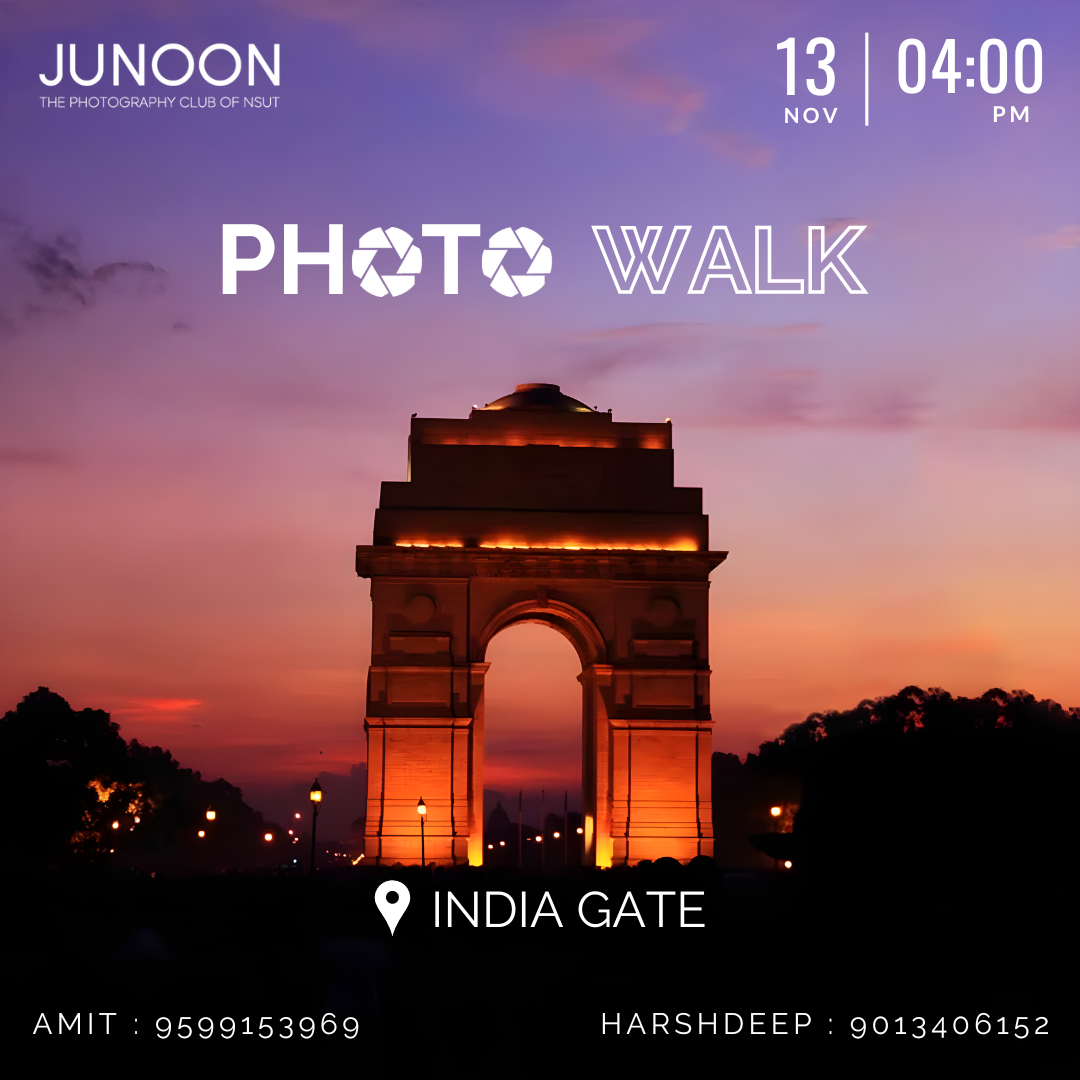 JUNOON
THE PHOTOGRAPHY CLUB OF NSUT
13
NOV
04:00
PM
PHOTO WALK
INDIA GATE
AMIT : 9599153969
HARSHDEEP : 9013406152